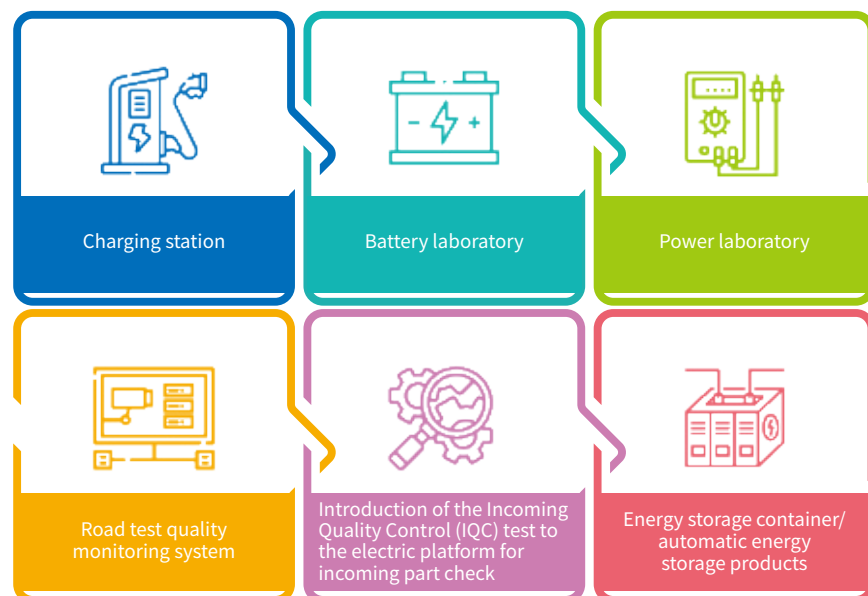 Charging station
Battery laboratory
Power laboratory
Road test quality
monitoring system
Introduction of the Incoming
Quality Control (IQC) test to
the electric platform for
incoming part check
Energy storage container/
automatic energy
storage products